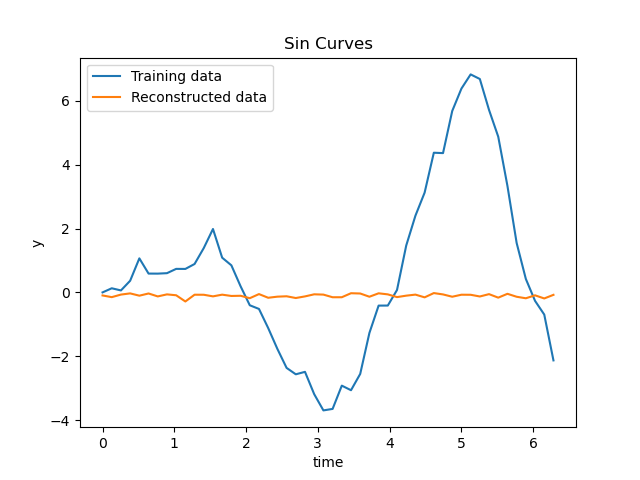 Sin Curves
Training data
Reconstructed data
6
4
2
0
−2
−4
y
0 1 2 3 4 5 6
time